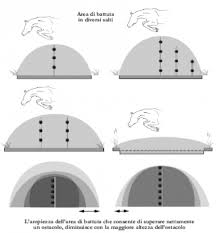 Area di battuta
in diversi salti
L'ampiezza dell'area di battuta che consente di superare nettamente
un ostacolo, diminuisce con la maggiore altezza dell'ostacolo